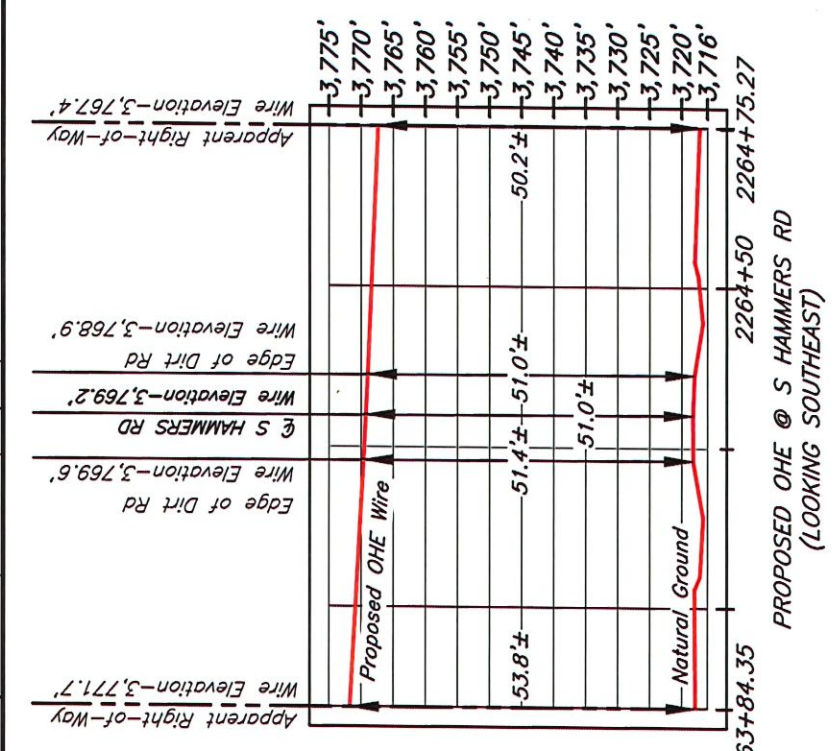 3,775'
3,770'
3,765'
3,760'
3,755'
3,750'
3,745'
3,740'
3,735'
3,730'
3,725'
3,720'
3,716'
Apparent Right-of-Way
Wire Elevation-3,771.7'
Edge of Dirt Rd
Wire Elevation-3,769.6'
℄ S HAMMERS RD
Wire Elevation-3,769.2'
Edge of Dirt Rd
Wire Elevation-3,768.9'
Apparent Right-of-Way
Wire Elevation-3,767.4'
Proposed OHE Wire
53.8'±
51.4'±
51.0'±
51.0'±
50.2'±
Natural Ground
63+84.35
2264+50
2264+75.27
PROPOSED OHE @ S HAMMERS RD
(LOOKING SOUTHEAST)